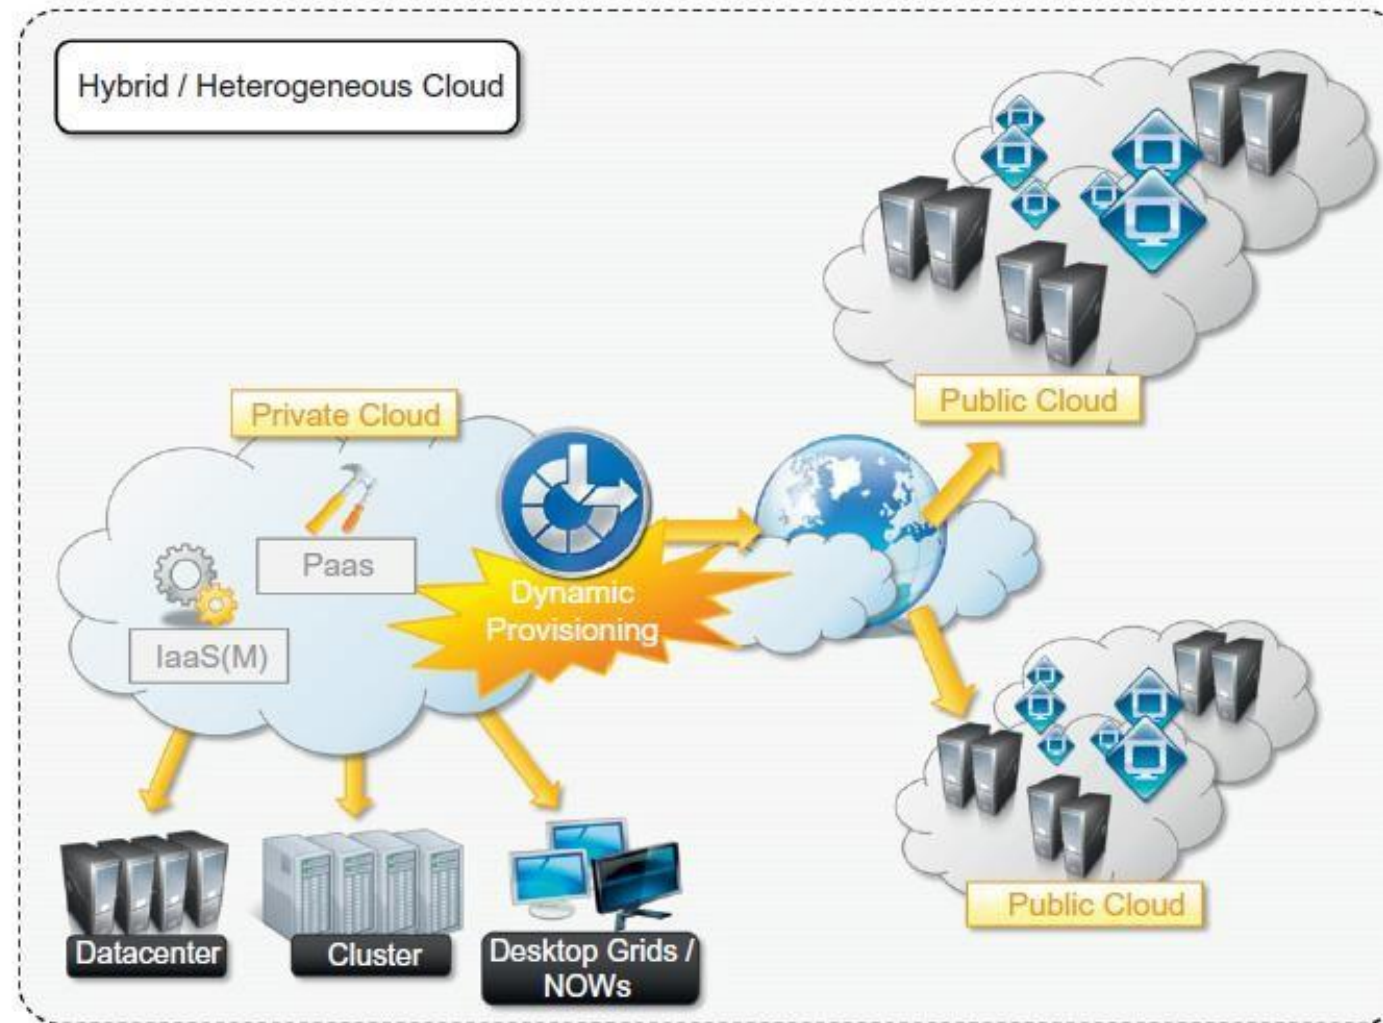 Hybrid / Heterogeneous Cloud
Public Cloud
Private Cloud
Paas
Dynamic
Provisioning
IaaS(M)
Public Cloud
Datacenter
Cluster
Desktop Grids /
NOWs